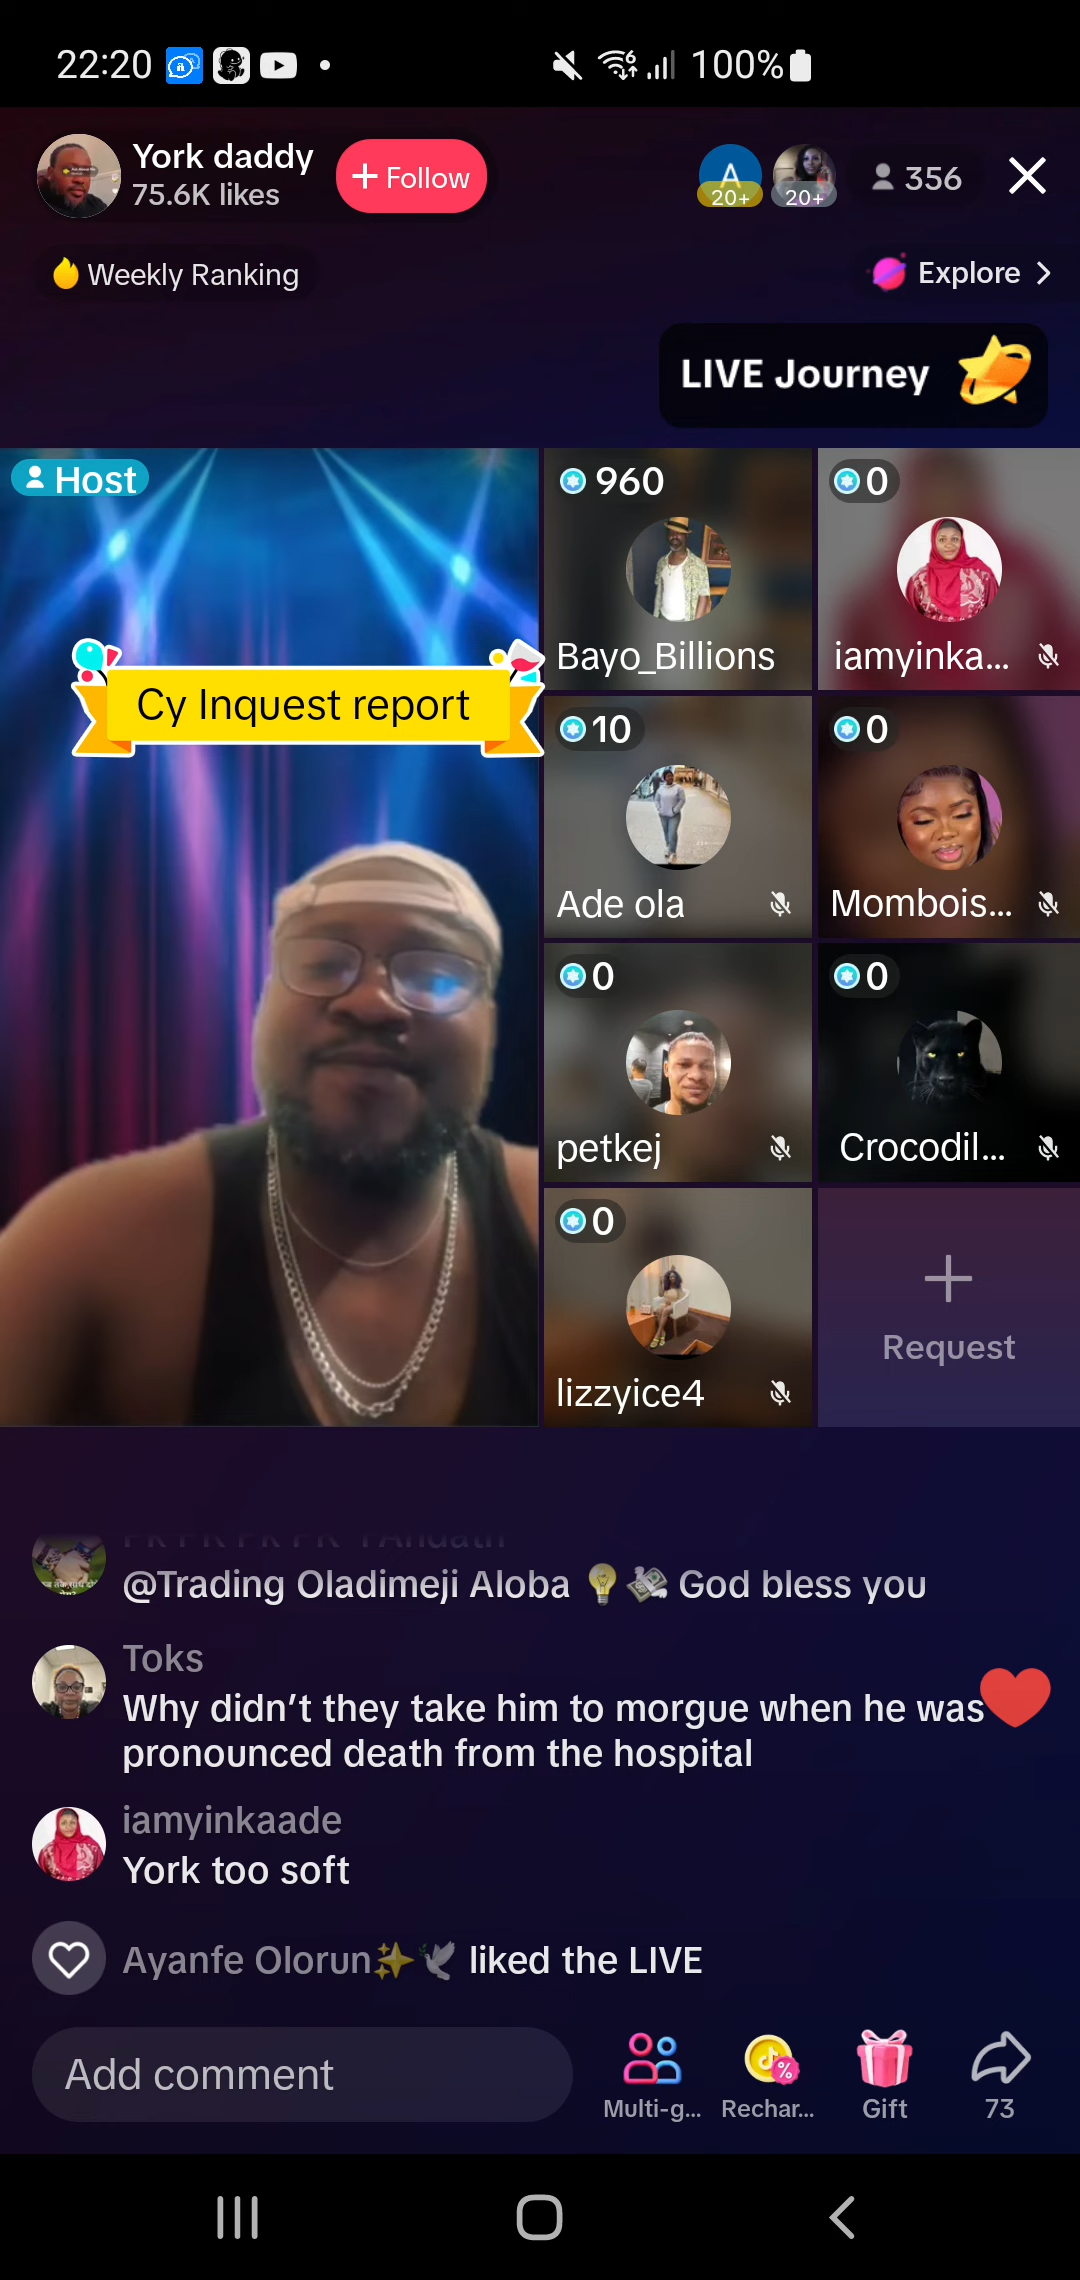 22:20
100%
York daddy
75.6K likes
+ Follow
A
20+
20+
356
Weekly Ranking
Explore >
LIVE Journey
Host
Cy Inquest report
960
Bayo_Billions
0
iamyinka...
10
Ade ola
0
Mombois...
0
petkej
0
Crocodil...
0
lizzyice4
Request
@Trading Oladimeji Aloba 💡💸 God bless you
Toks
Why didn’t they take him to morgue when he was
pronounced death from the hospital
iamyinkaade
York too soft
Ayanfe Olorun✨🕊 liked the LIVE
Add comment
Multi-g...
Rechar...
Gift
73